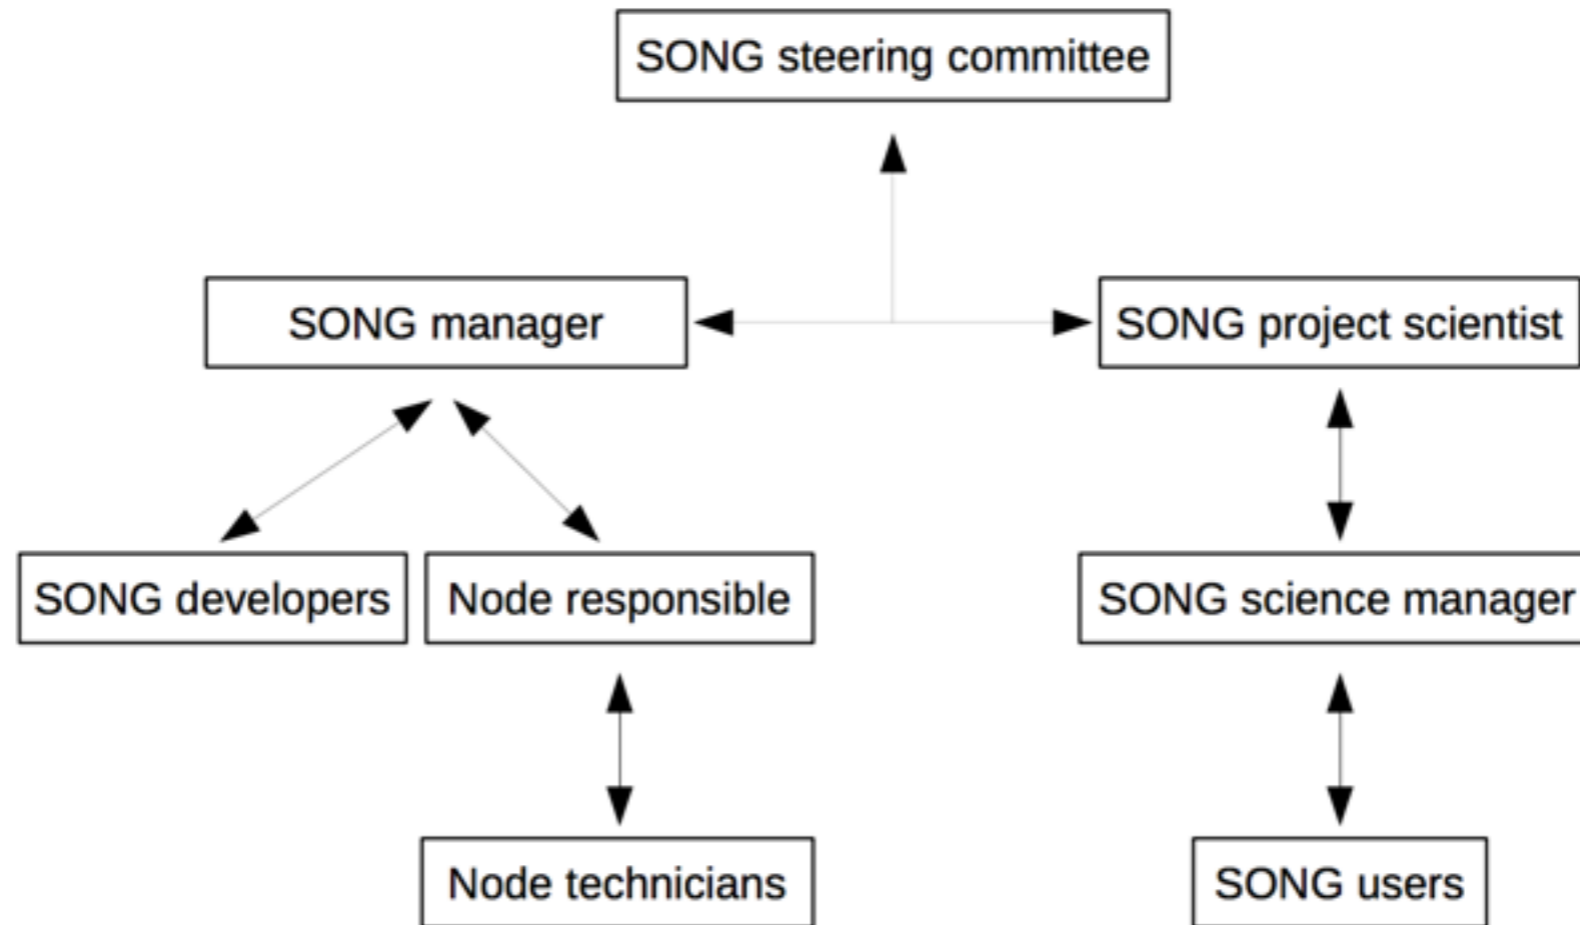 SONG steering committee
SONG manager
SONG project scientist
SONG developers
Node responsible
SONG science manager
Node technicians
SONG users